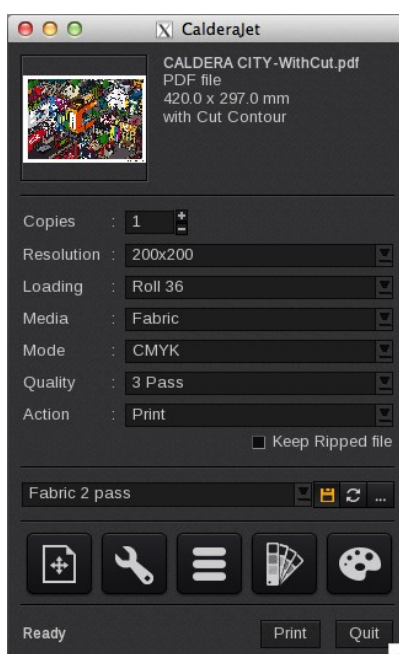 CalderaJet
CALDERA CITY-WithCut.pdf
PDF file
420.0 x 297.0 mm
with Cut Contour
Copies : 1
Resolution : 200x200
Loading : Roll 36
Media : Fabric
Mode : CMYK
Quality : 3 Pass
Action : Print
Keep Ripped file
Fabric 2 pass ...
Ready Print Quit